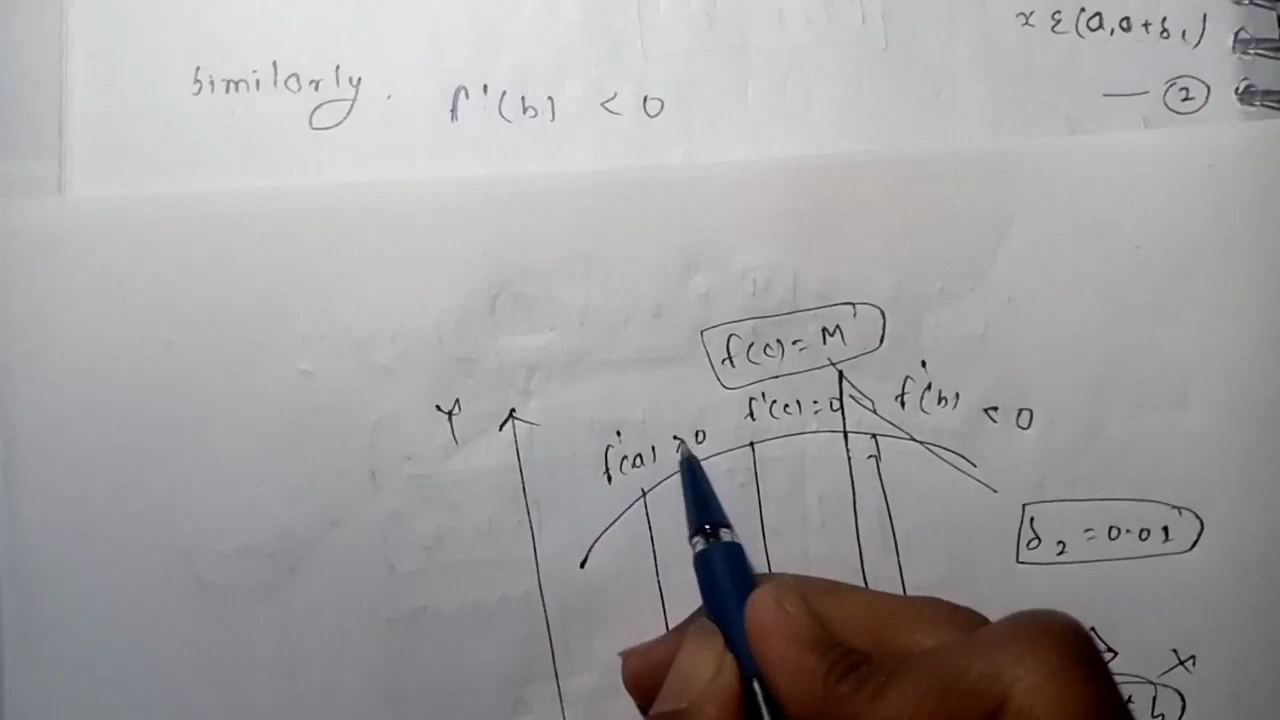 x ε (a, a + δ₁)
Similarly. f'(b) < 0
— ②
f(c) = M
Y f'(a) > 0 f'(c) = 0 f'(b) < 0
δ₂ = 0.01
X